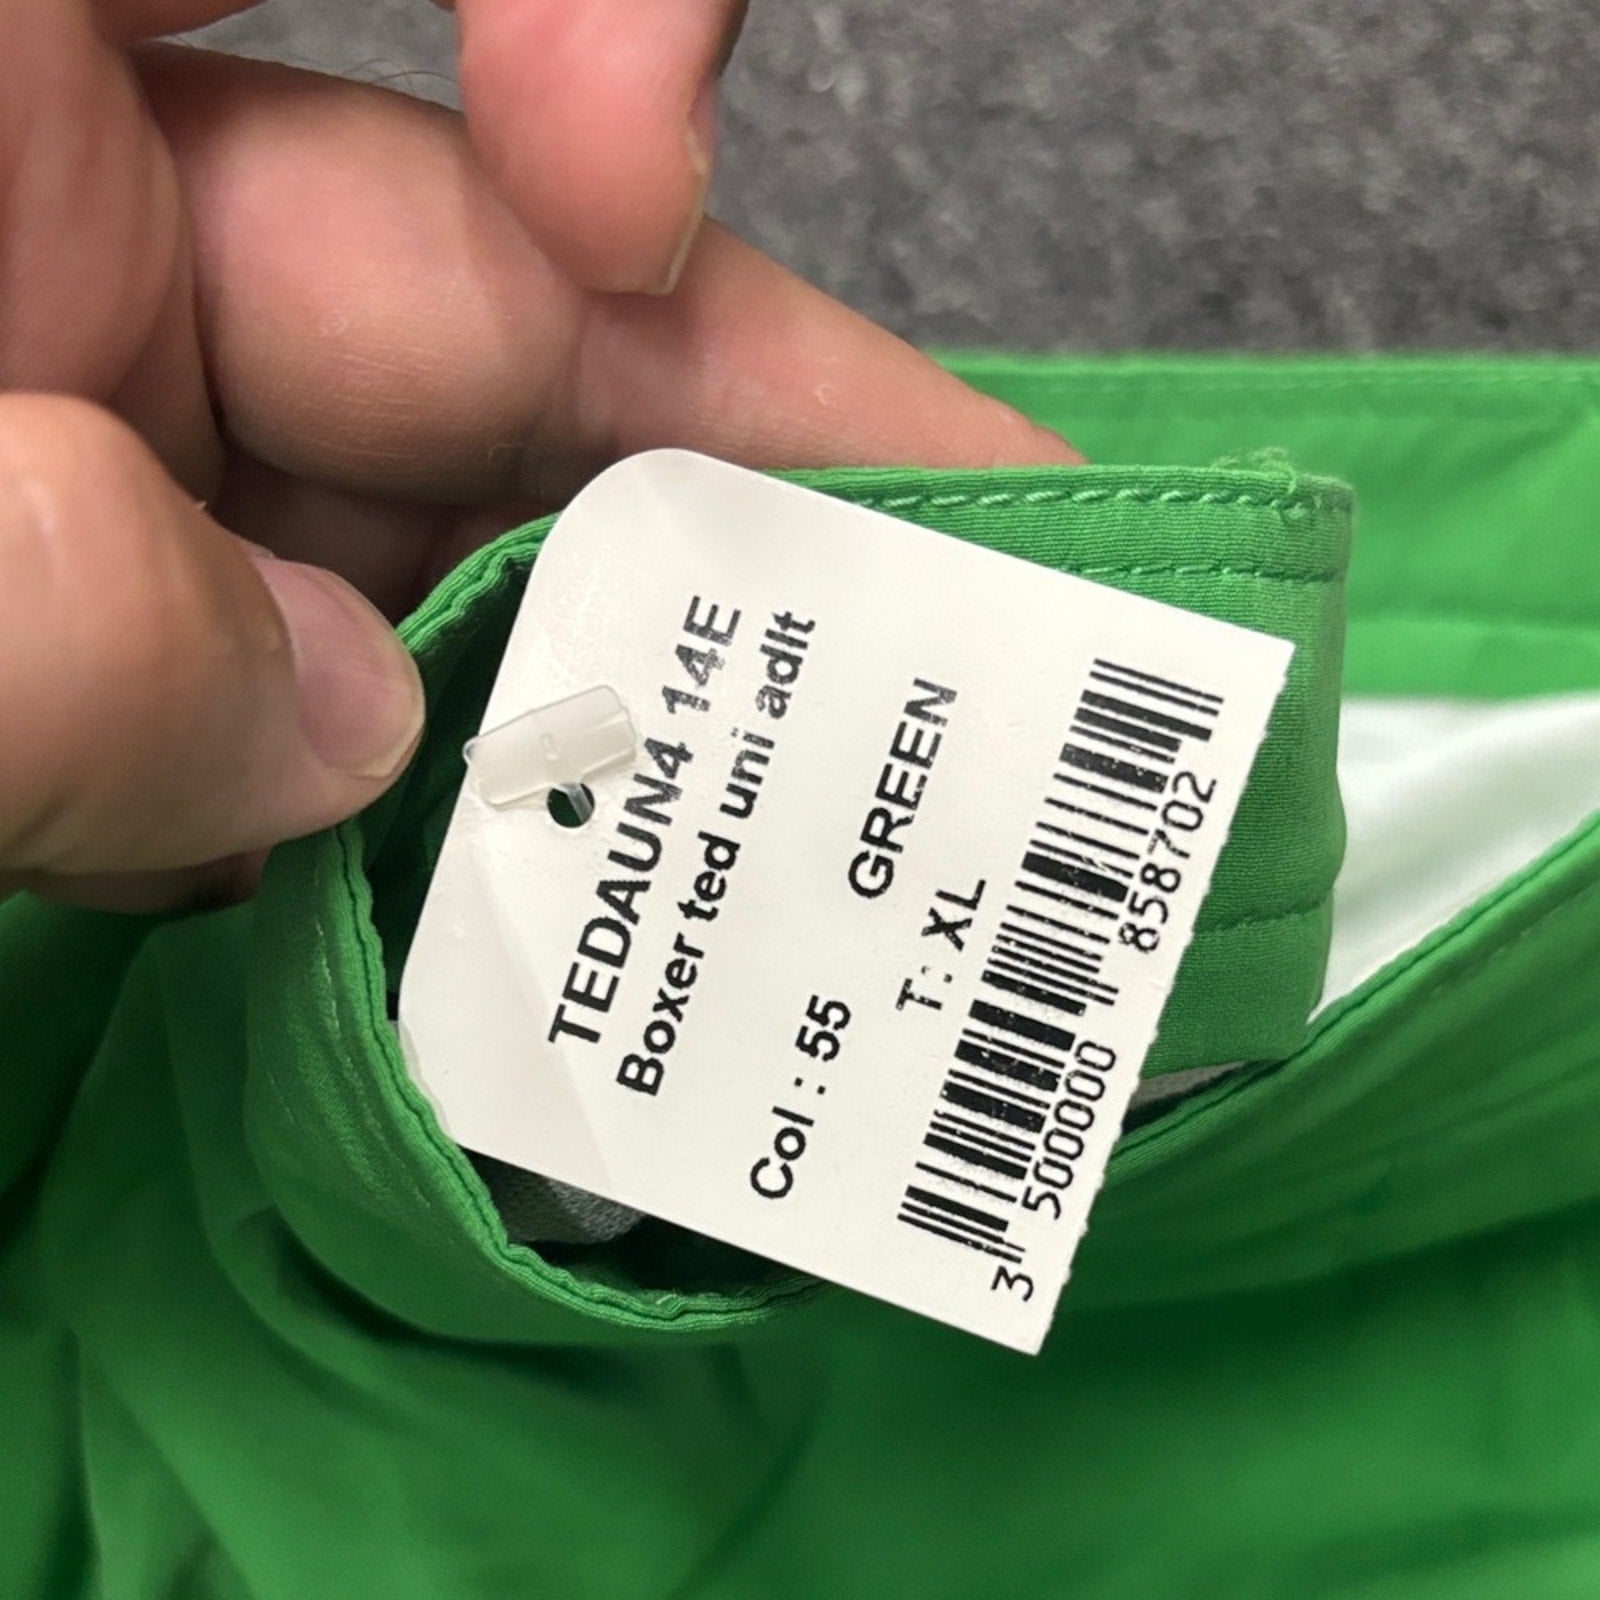 TEDAUN4 14E
Boxer ted uni adlt
Col : 55 GREEN
T: XL
3 500000 858702